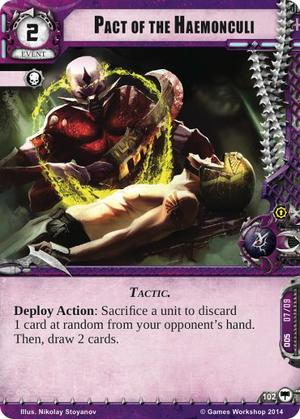 2
EVENT
PACT OF THE HAEMONCULI
TACTIC.
Deploy Action: Sacrifice a unit to discard
1 card at random from your opponent's hand.
Then, draw 2 cards.
005 07/09
102
Illus. Nikolay Stoyanov
© Games Workshop 2014